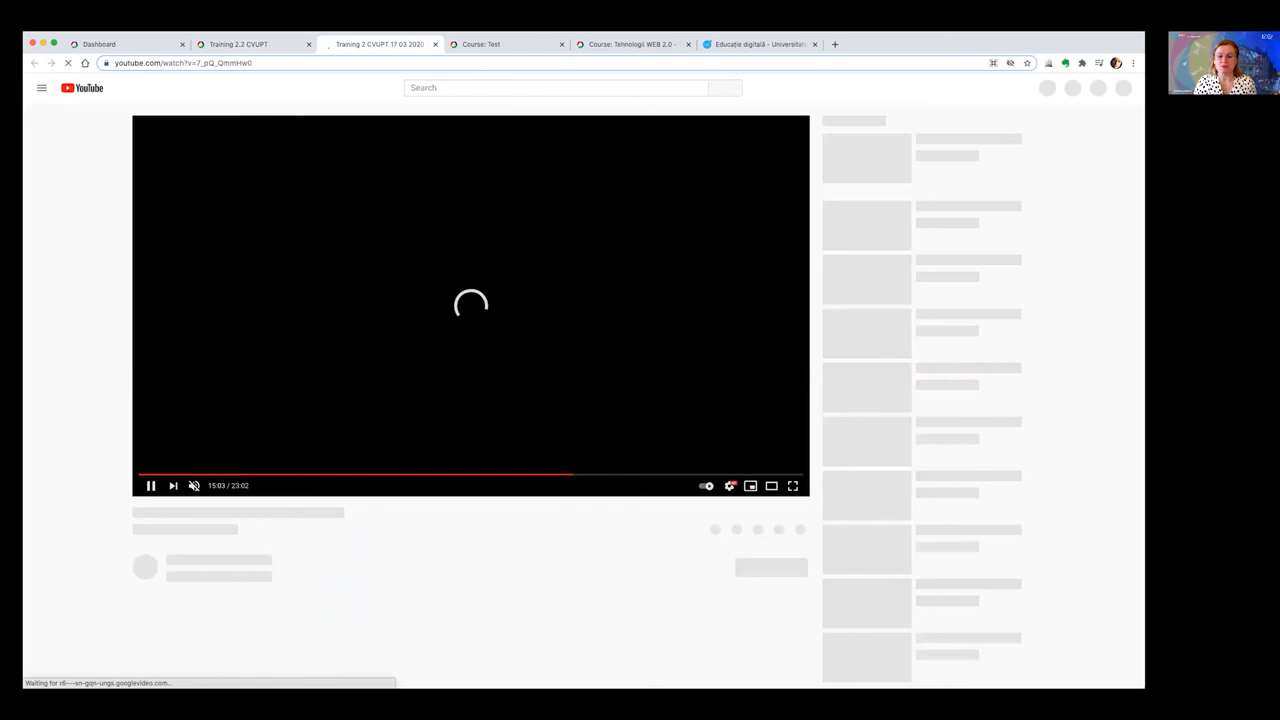 Dashboard
Training 2.2 CVUPT
Training 2 CVUPT 17 03 2020
Course: Test
Course: Tehnologii WEB 2.0 -
Educație digitală - Universitate
youtube.com/watch?v=7_pQ_QmmHw0
YouTube
Search
15:03 / 23:02
Waiting for r6---sn-gqn-ungs.googlevideo.com...